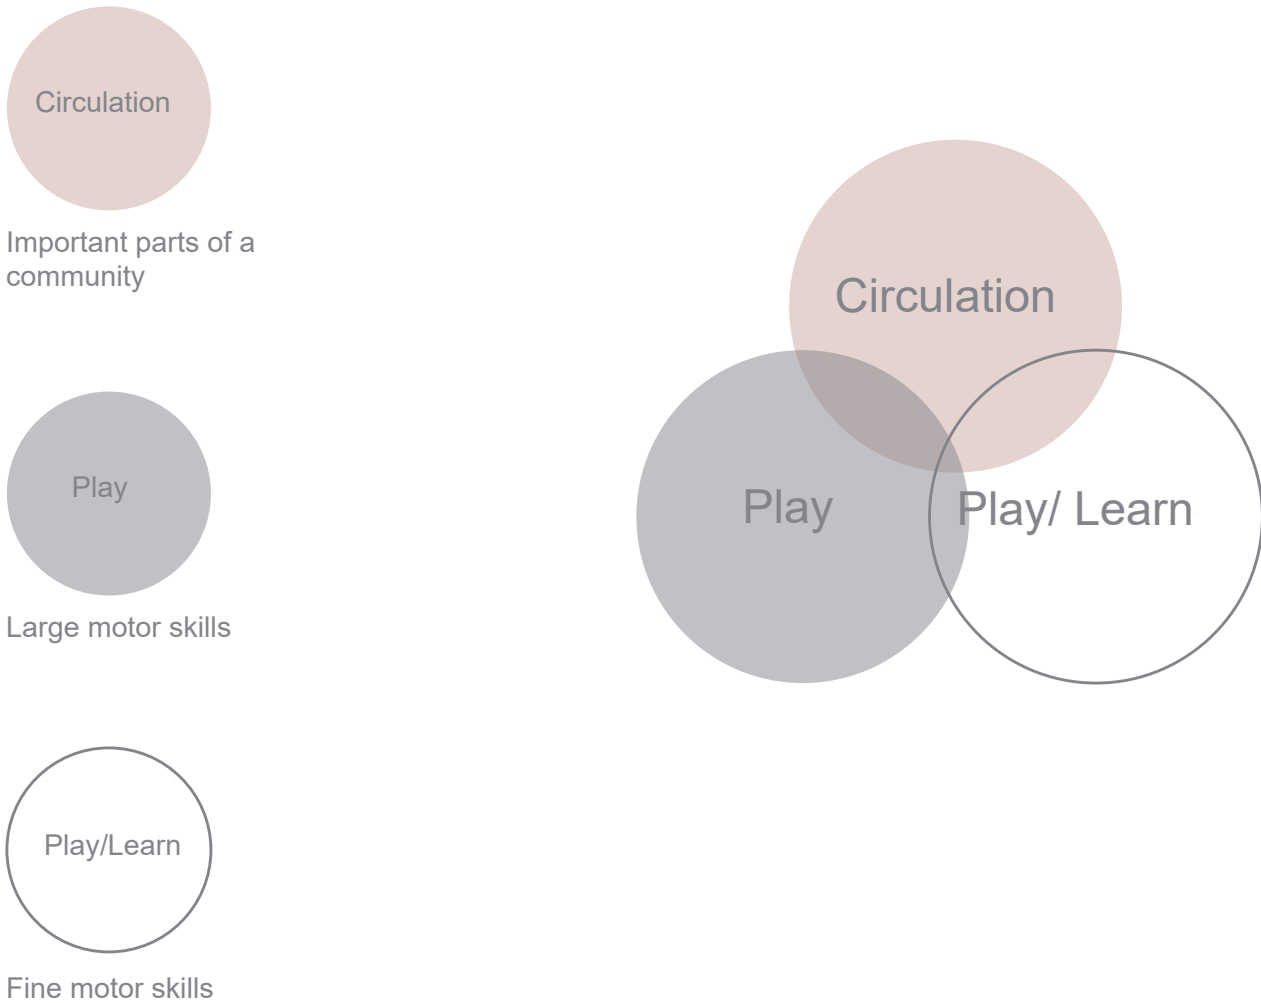 Circulation
Important parts of a
community
Play
Large motor skills
Play/Learn
Fine motor skills
Circulation
Play
Play/ Learn